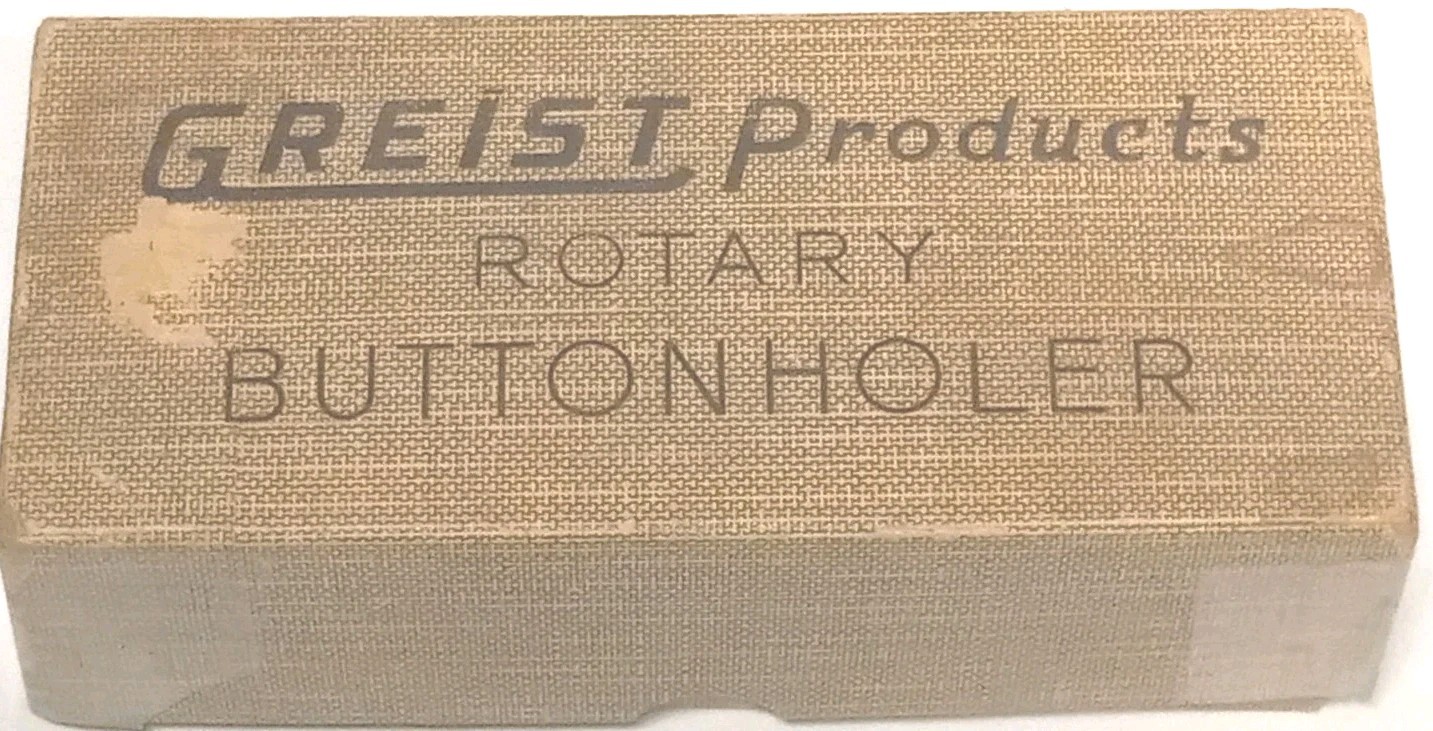 GREIST Products
ROTARY
BUTTONHOLER